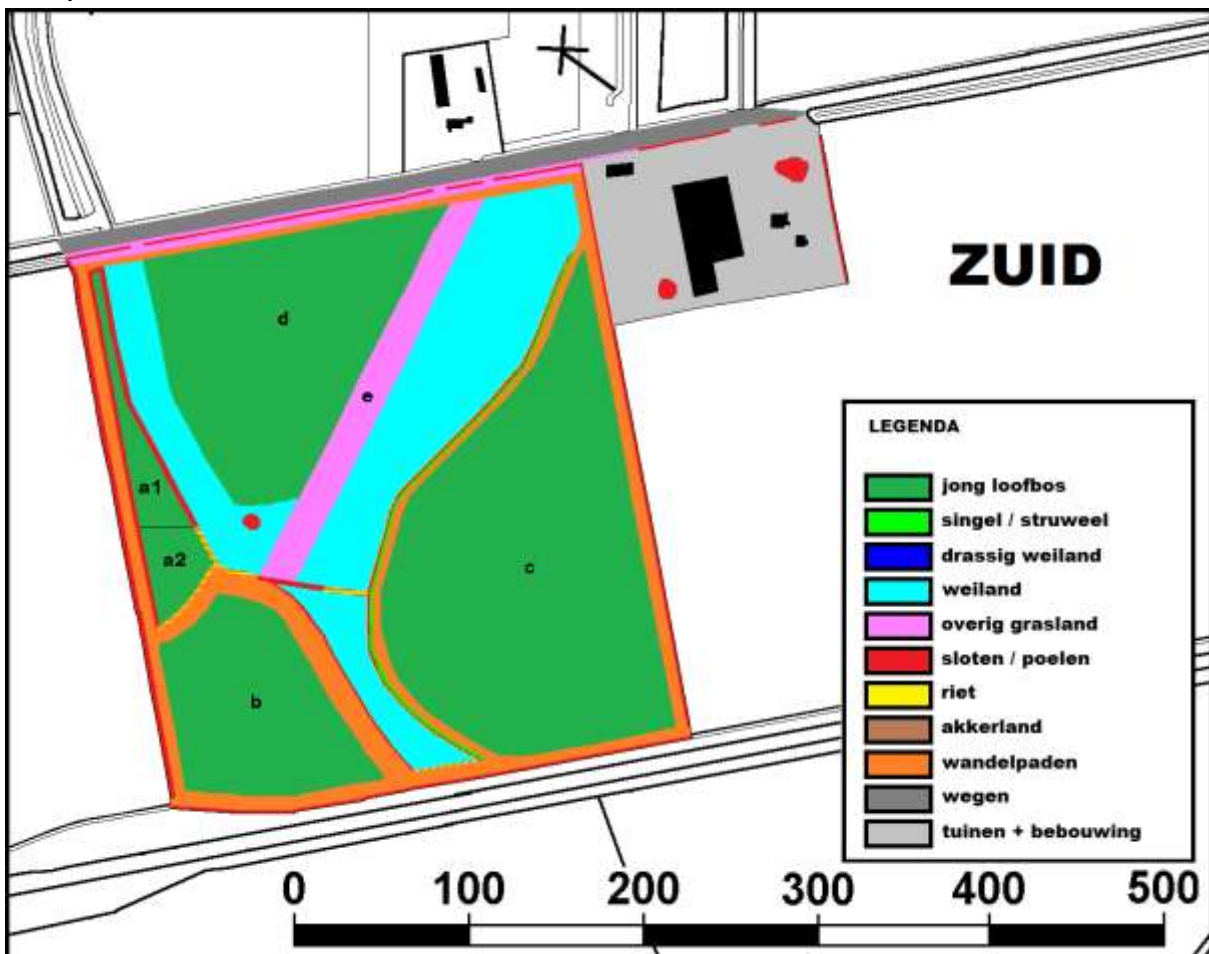 ZUID
d
e
a1
a2
c
b
LEGENDA
jong loofbos
singel / struweel
drassig weiland
weiland
overig grasland
sloten / poelen
riet
akkerland
wandelpaden
wegen
tuinen + bebouwing
0 100 200 300 400 500